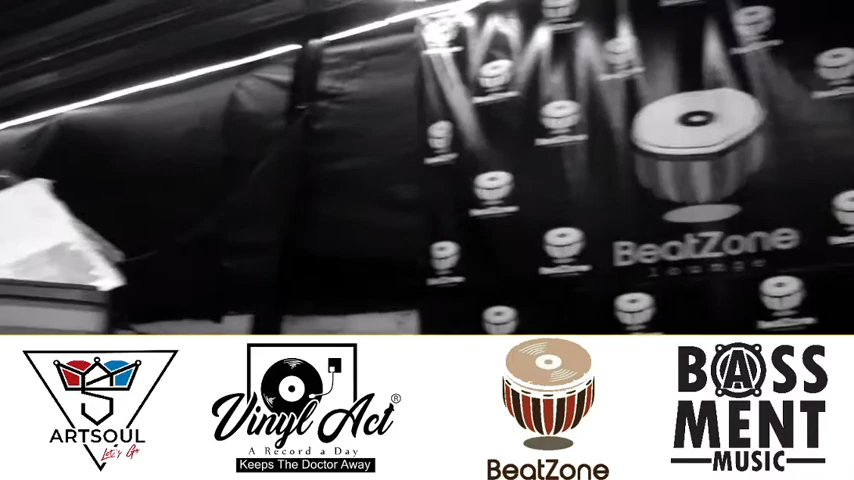 BeatZone
lounge
ARTSOUL
Let's Go
Vinyl Act®
A Record a Day
Keeps The Doctor Away
BeatZone
BASS
MENT
MUSIC